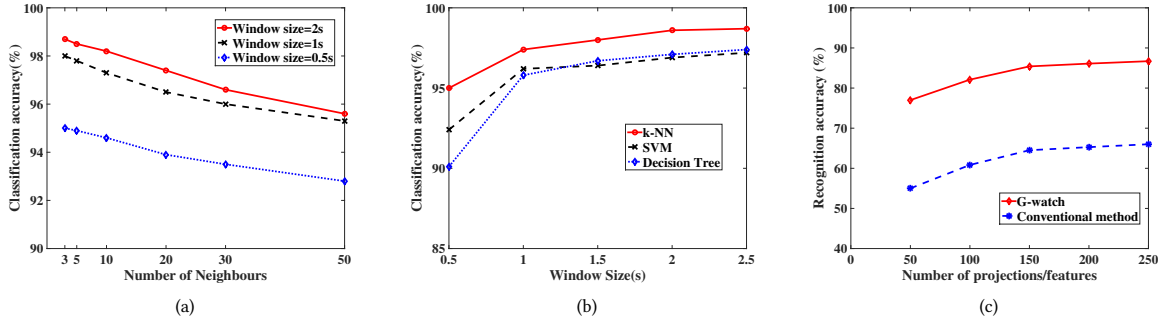 100
98
96
94
92
90
Classification accuracy(%)
Window size=2s
Window size=1s
Window size=0.5s
3 5 10 20 30 50
Number of Neighbours
(a)
100
95
90
85
Classification accuracy(%)
k-NN
SVM
Decision Tree
0.5 1 1.5 2 2.5
Window Size(s)
(b)
100
90
80
70
60
50
40
Recognition accuracy(%)
G-watch
Conventional method
0 50 100 150 200 250
Number of projections/features
(c)